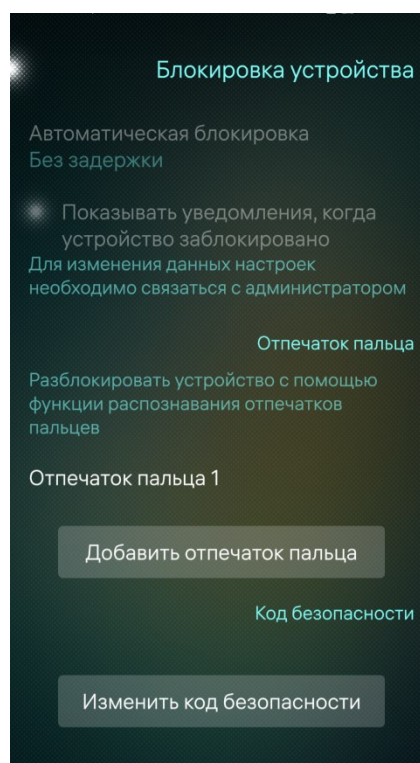 Блокировка устройства
Автоматическая блокировка
Без задержки
Показывать уведомления, когда
устройство заблокировано
Для изменения данных настроек
необходимо связаться с администратором
Отпечаток пальца
Разблокировать устройство с помощью
функции распознавания отпечатков
пальцев
Отпечаток пальца 1
Добавить отпечаток пальца
Код безопасности
Изменить код безопасности